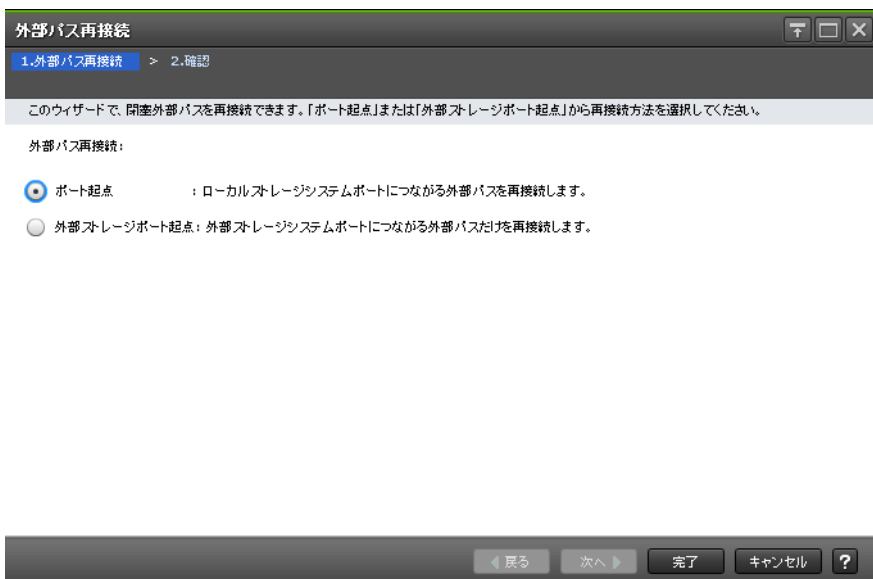 外部パス再接続
1.外部パス再接続 > 2.確認
このウィザードで、閉塞外部パスを再接続できます。「ポート起点」または「外部ストレージポート起点」から再接続方法を選択してください。
外部パス再接続:
ポート起点 : ローカルストレージシステムポートにつながる外部パスを再接続します。
外部ストレージポート起点 : 外部ストレージシステムポートにつながる外部パスだけを再接続します。
戻る 次へ 完了 キャンセル ?